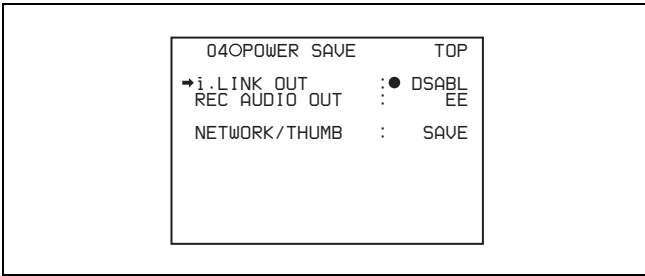 04○POWER SAVE TOP
➡i.LINK OUT :● DSABL
REC AUDIO OUT : EE
NETWORK/THUMB : SAVE